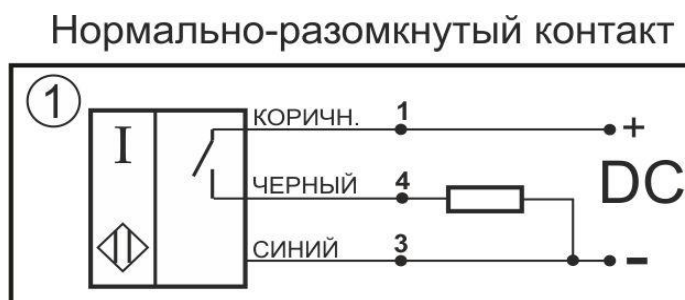 Нормально-разомкнутый контакт
1
I
КОРИЧН. 1 +
ЧЕРНЫЙ 4 DC
СИНИЙ 3 -